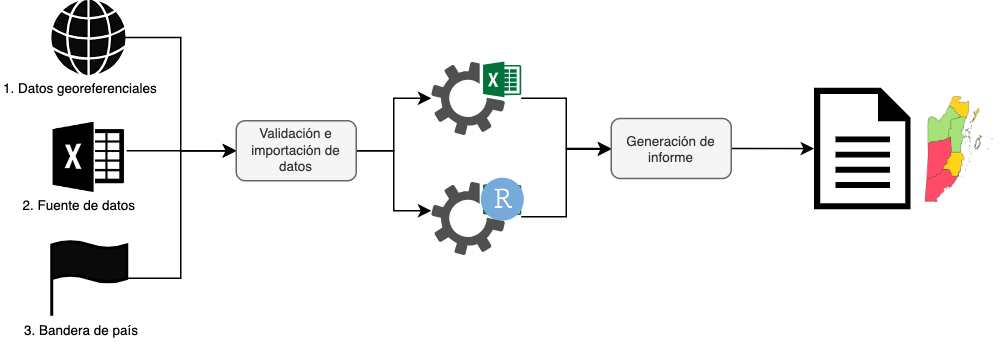 1. Datos georeferenciales
X
2. Fuente de datos
3. Bandera de país
Validación e
importación de
datos
X
R
Generación de
informe